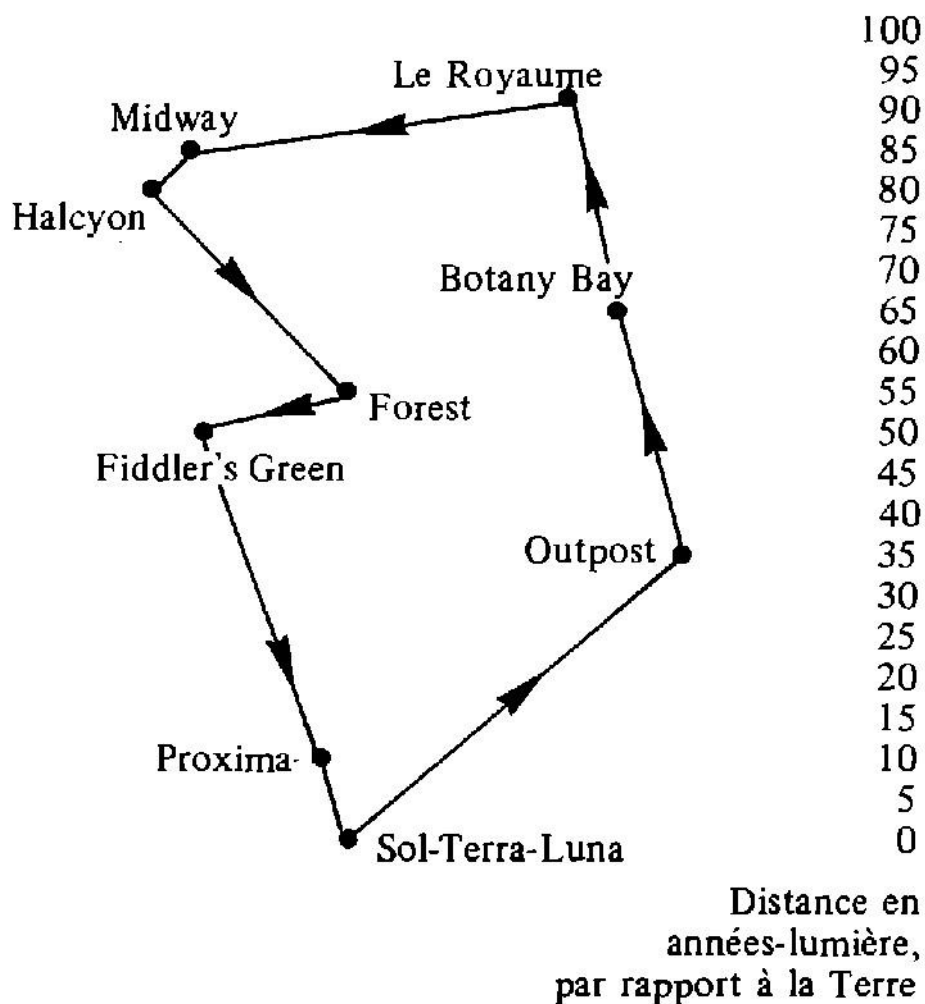 100
Le Royaume 95
90
Midway
85
80
Halcyon
75
Botany Bay 70
65
60
Forest 55
50
Fiddler's Green 45
40
Outpost 35
30
25
20
15
Proxima 10
5
Sol-Terra-Luna 0
Distance en
années-lumière,
par rapport à la Terre